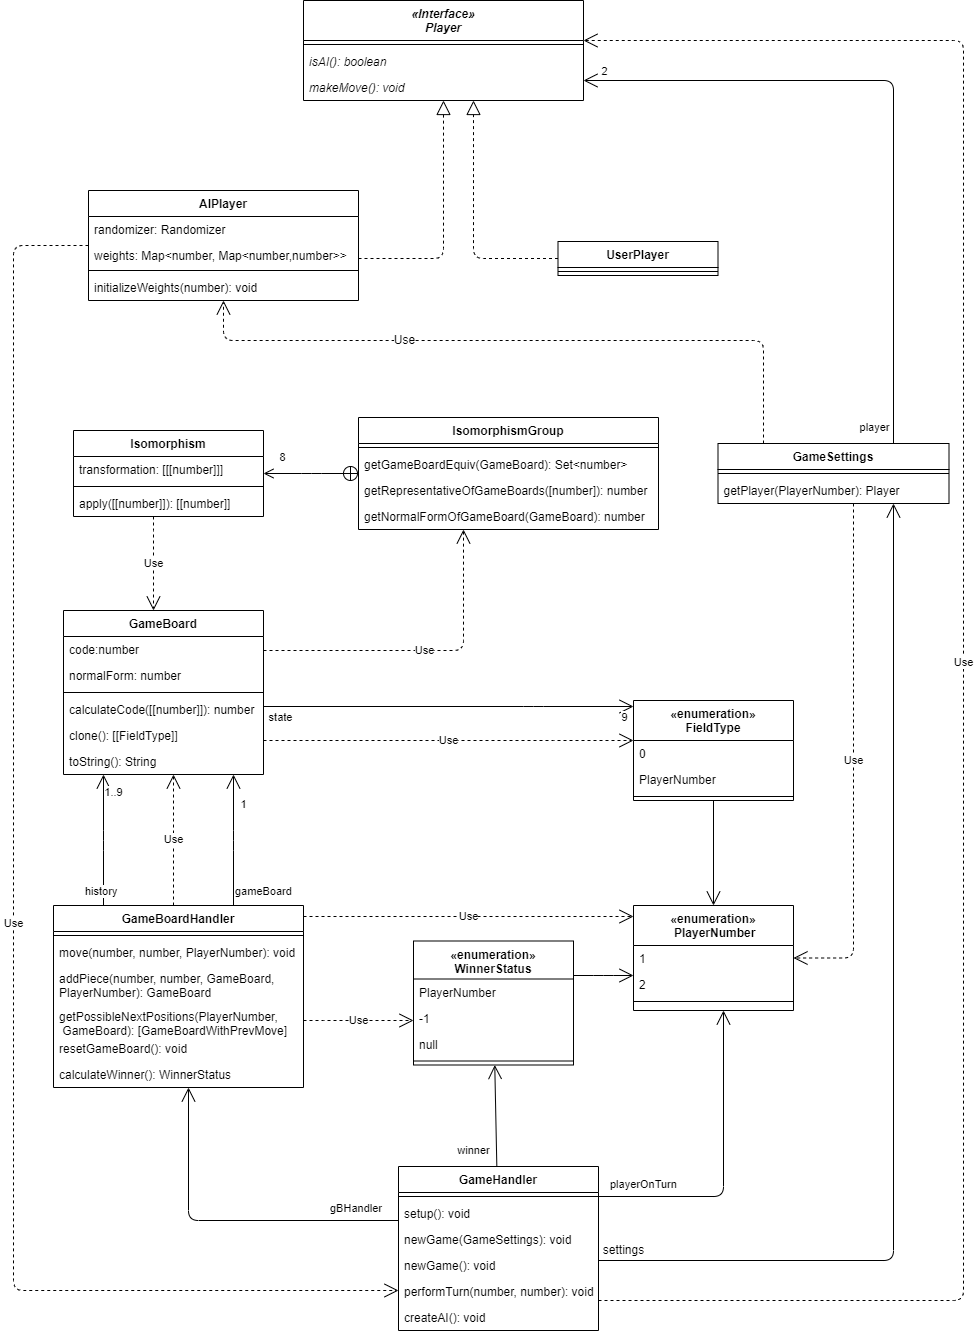 «Interface»
Player
isAI(): boolean
makeMove(): void
2
AIPlayer
randomizer: Randomizer
weights: Map<number, Map<number,number>>
initializeWeights(number): void
UserPlayer
Use
player
Isomorphism
transformation: [[[number]]]
apply([[number]]): [[number]]
8
IsomorphismGroup
getGameBoardEquiv(GameBoard): Set<number>
getRepresentativeOfGameBoards([number]): number
getNormalFormOfGameBoard(GameBoard): number
GameSettings
getPlayer(PlayerNumber): Player
Use
GameBoard
code:number
normalForm: number
calculateCode([[number]]): number
clone(): [[FieldType]]
toString(): String
Use
Use
state
9
Use
«enumeration»
FieldType
0
PlayerNumber
Use
1..9
1
Use
history
gameBoard
Use
GameBoardHandler
move(number, number, PlayerNumber): void
addPiece(number, number, GameBoard,
PlayerNumber): GameBoard
getPossibleNextPositions(PlayerNumber,
GameBoard): [GameBoardWithPrevMove]
resetGameBoard(): void
calculateWinner(): WinnerStatus
Use
Use
«enumeration»
WinnerStatus
PlayerNumber
-1
null
«enumeration»
PlayerNumber
1
2
winner
gBHandler
playerOnTurn
settings
GameHandler
setup(): void
newGame(GameSettings): void
newGame(): void
performTurn(number, number): void
createAI(): void